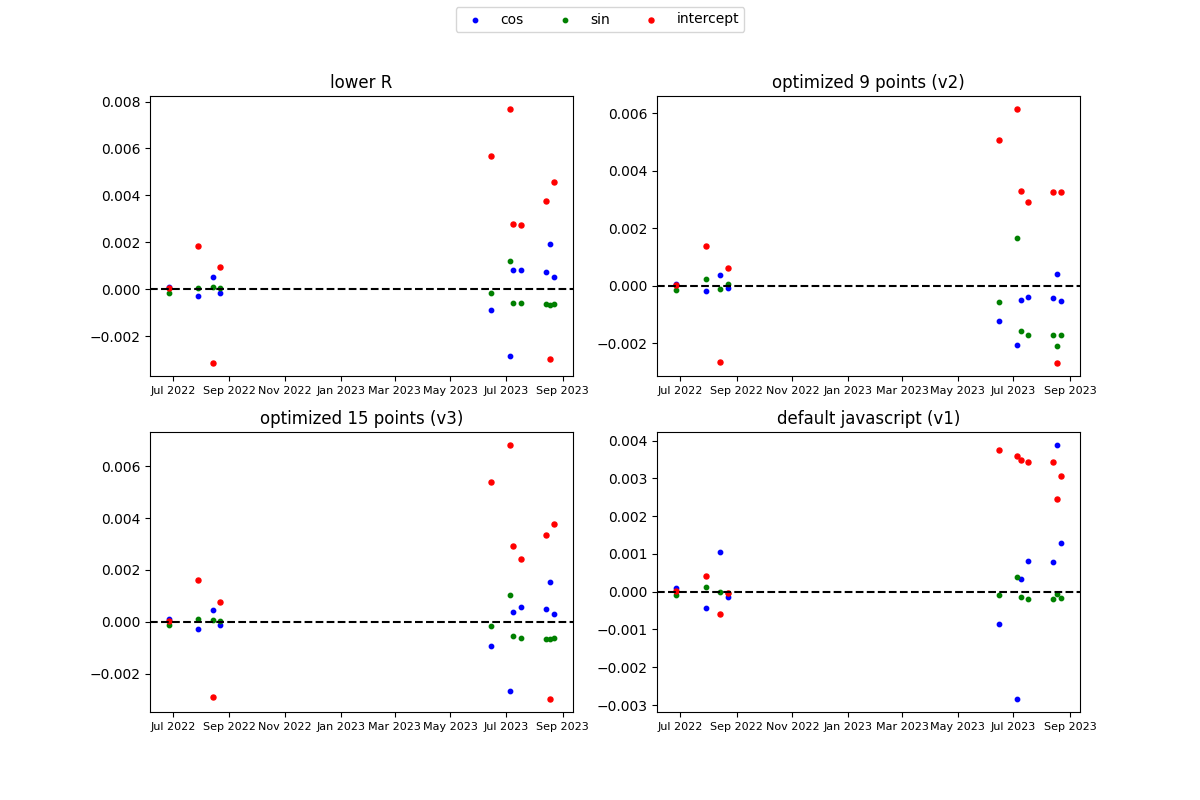 cos sin intercept
lower R
0.008
0.006
0.004
0.002
0.000
−0.002
Jul 2022 Sep 2022 Nov 2022 Jan 2023 Mar 2023 May 2023 Jul 2023 Sep 2023
optimized 9 points (v2)
0.006
0.004
0.002
0.000
−0.002
Jul 2022 Sep 2022 Nov 2022 Jan 2023 Mar 2023 May 2023 Jul 2023 Sep 2023
optimized 15 points (v3)
0.006
0.004
0.002
0.000
−0.002
Jul 2022 Sep 2022 Nov 2022 Jan 2023 Mar 2023 May 2023 Jul 2023 Sep 2023
default javascript (v1)
0.004
0.003
0.002
0.001
0.000
−0.001
−0.002
−0.003
Jul 2022 Sep 2022 Nov 2022 Jan 2023 Mar 2023 May 2023 Jul 2023 Sep 2023